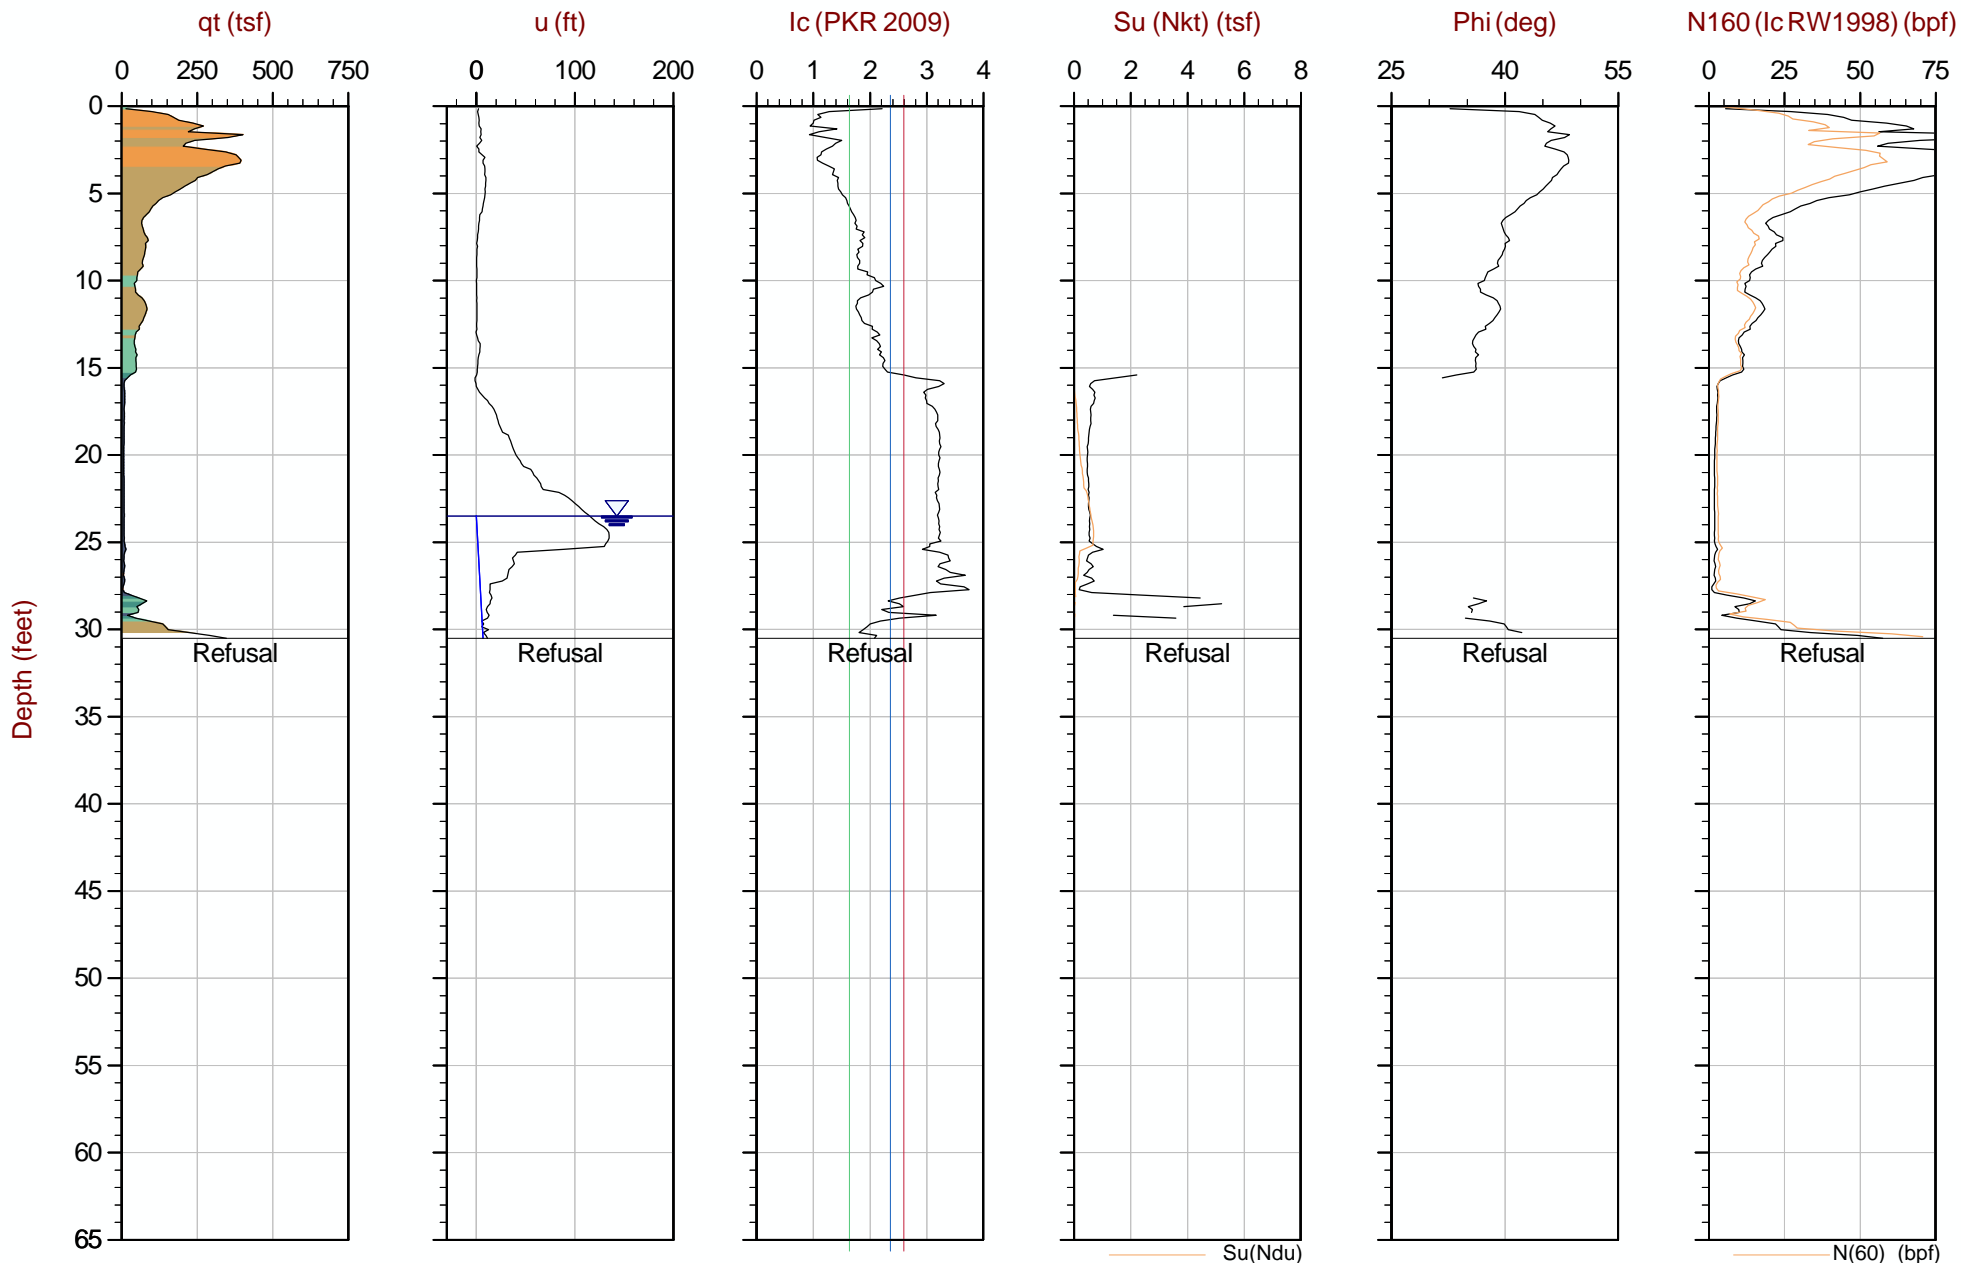 qt (tsf) u (ft) Ic (PKR 2009) Su (Nkt) (tsf) Phi (deg) N160 (Ic RW1998) (bpf)
0 250 500 750 0 100 200 0 1 2 3 4 0 2 4 6 8 25 40 55 0 25 50 75
0
5
10
15
20
25
30
Refusal Refusal Refusal Refusal Refusal Refusal
35
40
45
50
55
60
65
Depth (feet)
Su(Ndu) N(60) (bpf)